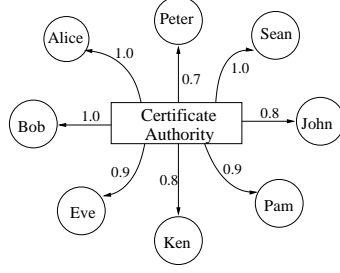 Peter
Alice
Sean
1.0
0.7
1.0
Bob
1.0
Certificate
Authority
0.8
John
0.9
0.8
0.9
Eve
Ken
Pam